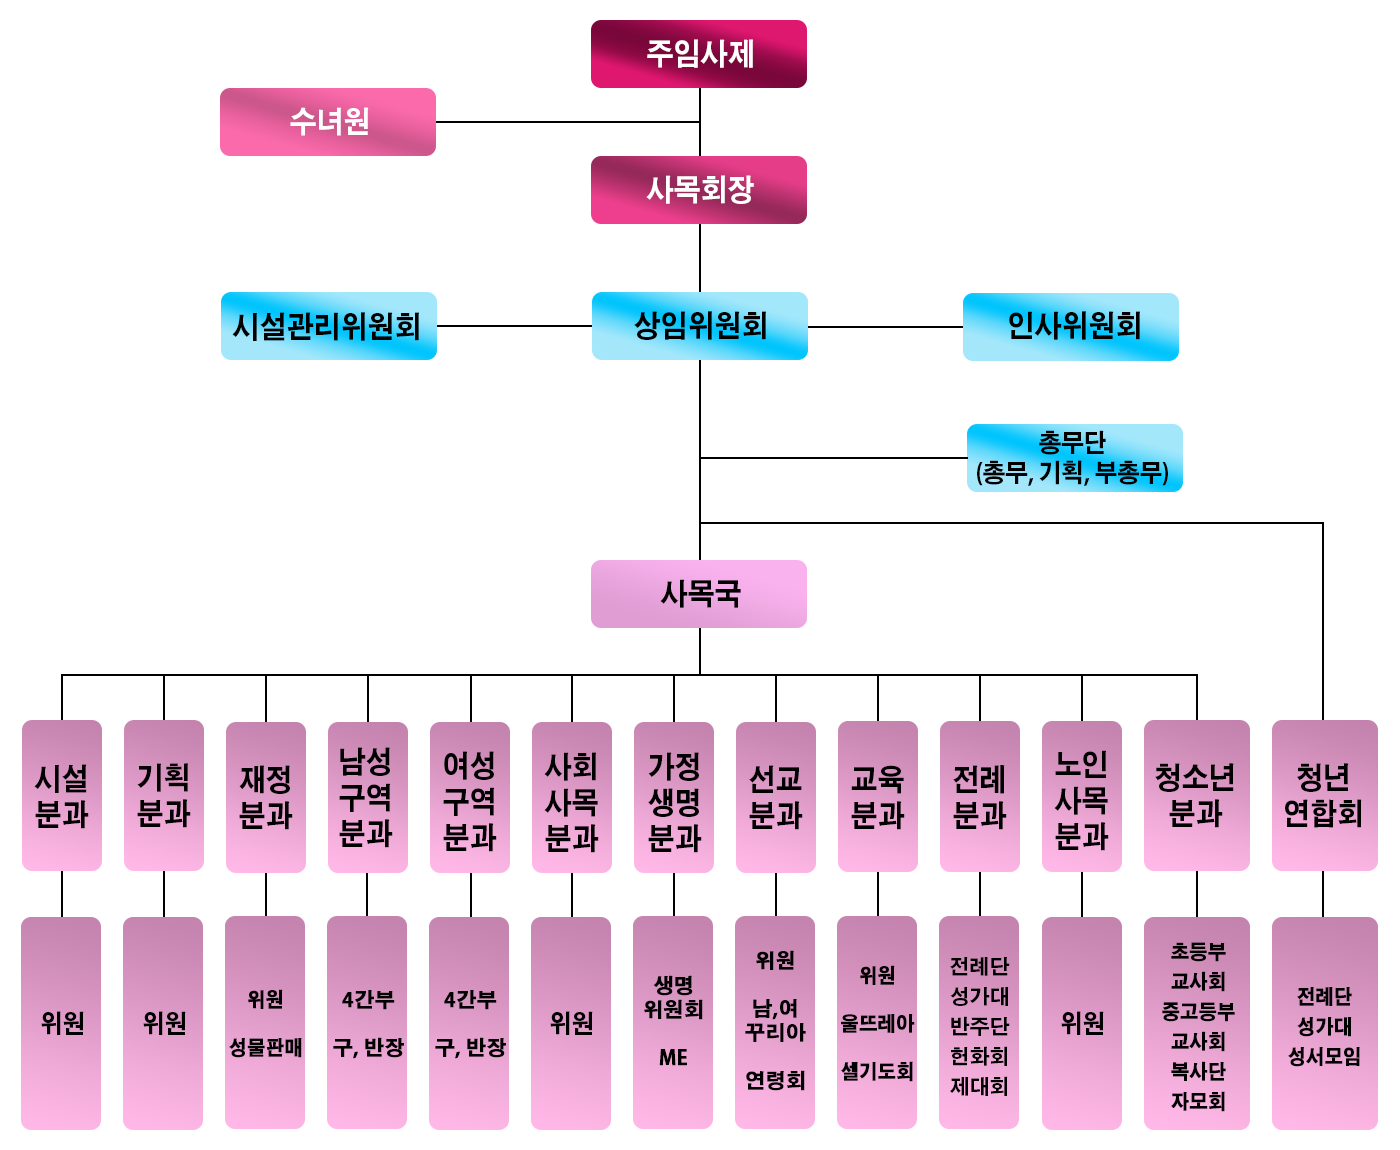 주임사제
수녀원
사목회장
시설관리위원회
상임위원회
인사위원회
총무단
(총무, 기획, 부총무)
사목국
시설
분과
기획
분과
재정
분과
남성
구역
분과
여성
구역
분과
사회
사목
분과
가정
생명
분과
선교
분과
교육
분과
전례
분과
노인
사목
분과
청소년
분과
청년
연합회
위원
위원
위원
성물판매
4간부
구, 반장
4간부
구, 반장
위원
생명
위원회
ME
위원
남,여
꾸리아
연령회
위원
울뜨레아
셀기도회
전례단
성가대
반주단
헌화회
제대회
위원
초등부
교사회
중고등부
교사회
복사단
자모회
전례단
성가대
성서모임